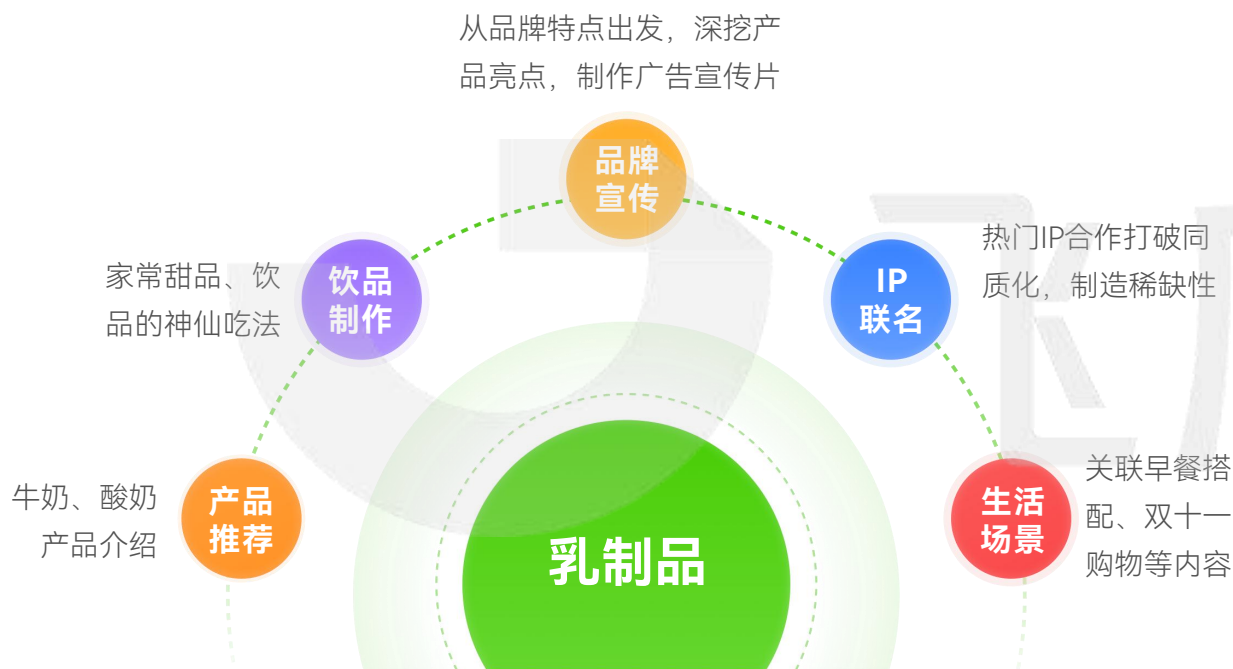 从品牌特点出发，深挖产
品亮点，制作广告宣传片
品牌
宣传
家常甜品、饮
品的神仙吃法
饮品
制作
IP
联名
热门IP合作打破同
质化，制造稀缺性
牛奶、酸奶
产品介绍
产品
推荐
生活
场景
关联早餐搭
配、双十一
购物等内容
乳制品
飞